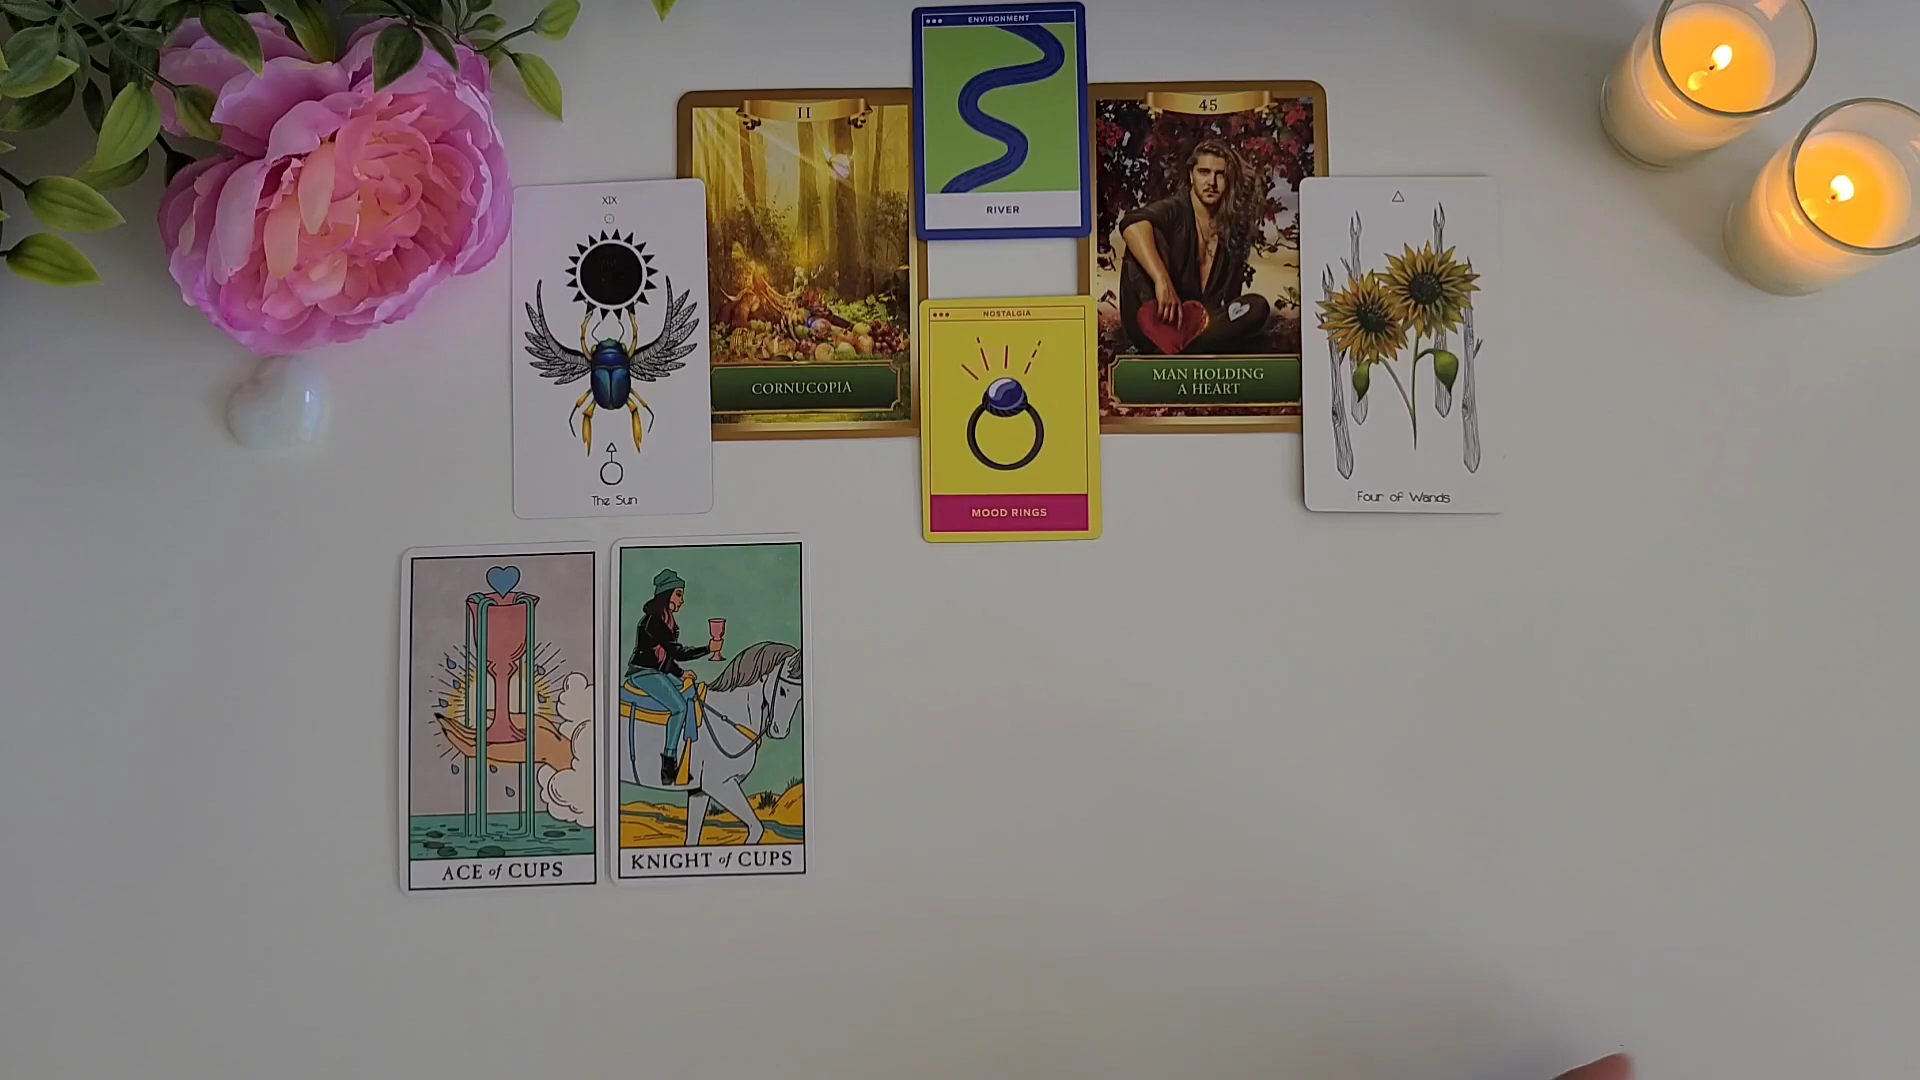 ENVIRONMENT
RIVER
11
CORNUCOPIA
45
MAN HOLDING
A HEART
XIX
The Sun
NOSTALGIA
MOOD RINGS
Four of Wands
ACE of CUPS
KNIGHT of CUPS